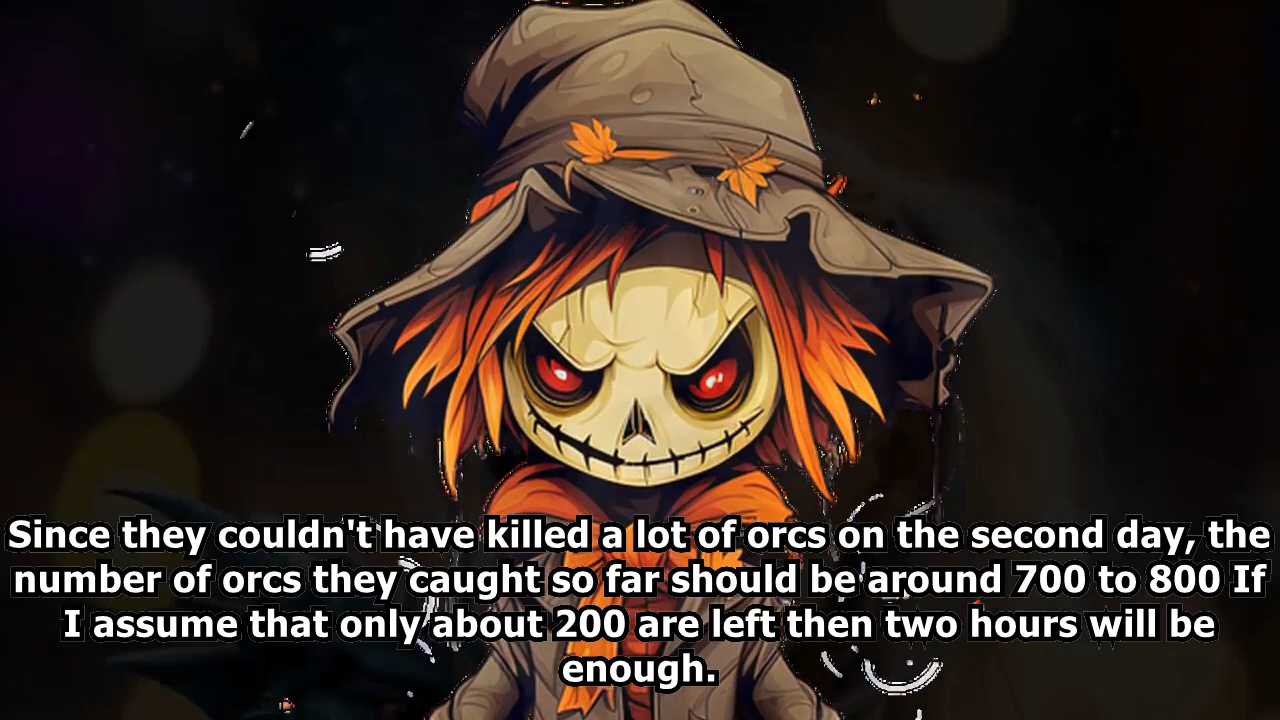 Since they couldn't have killed a lot of orcs on the second day, the
number of orcs they caught so far should be around 700 to 800 If
I assume that only about 200 are left then two hours will be
enough.